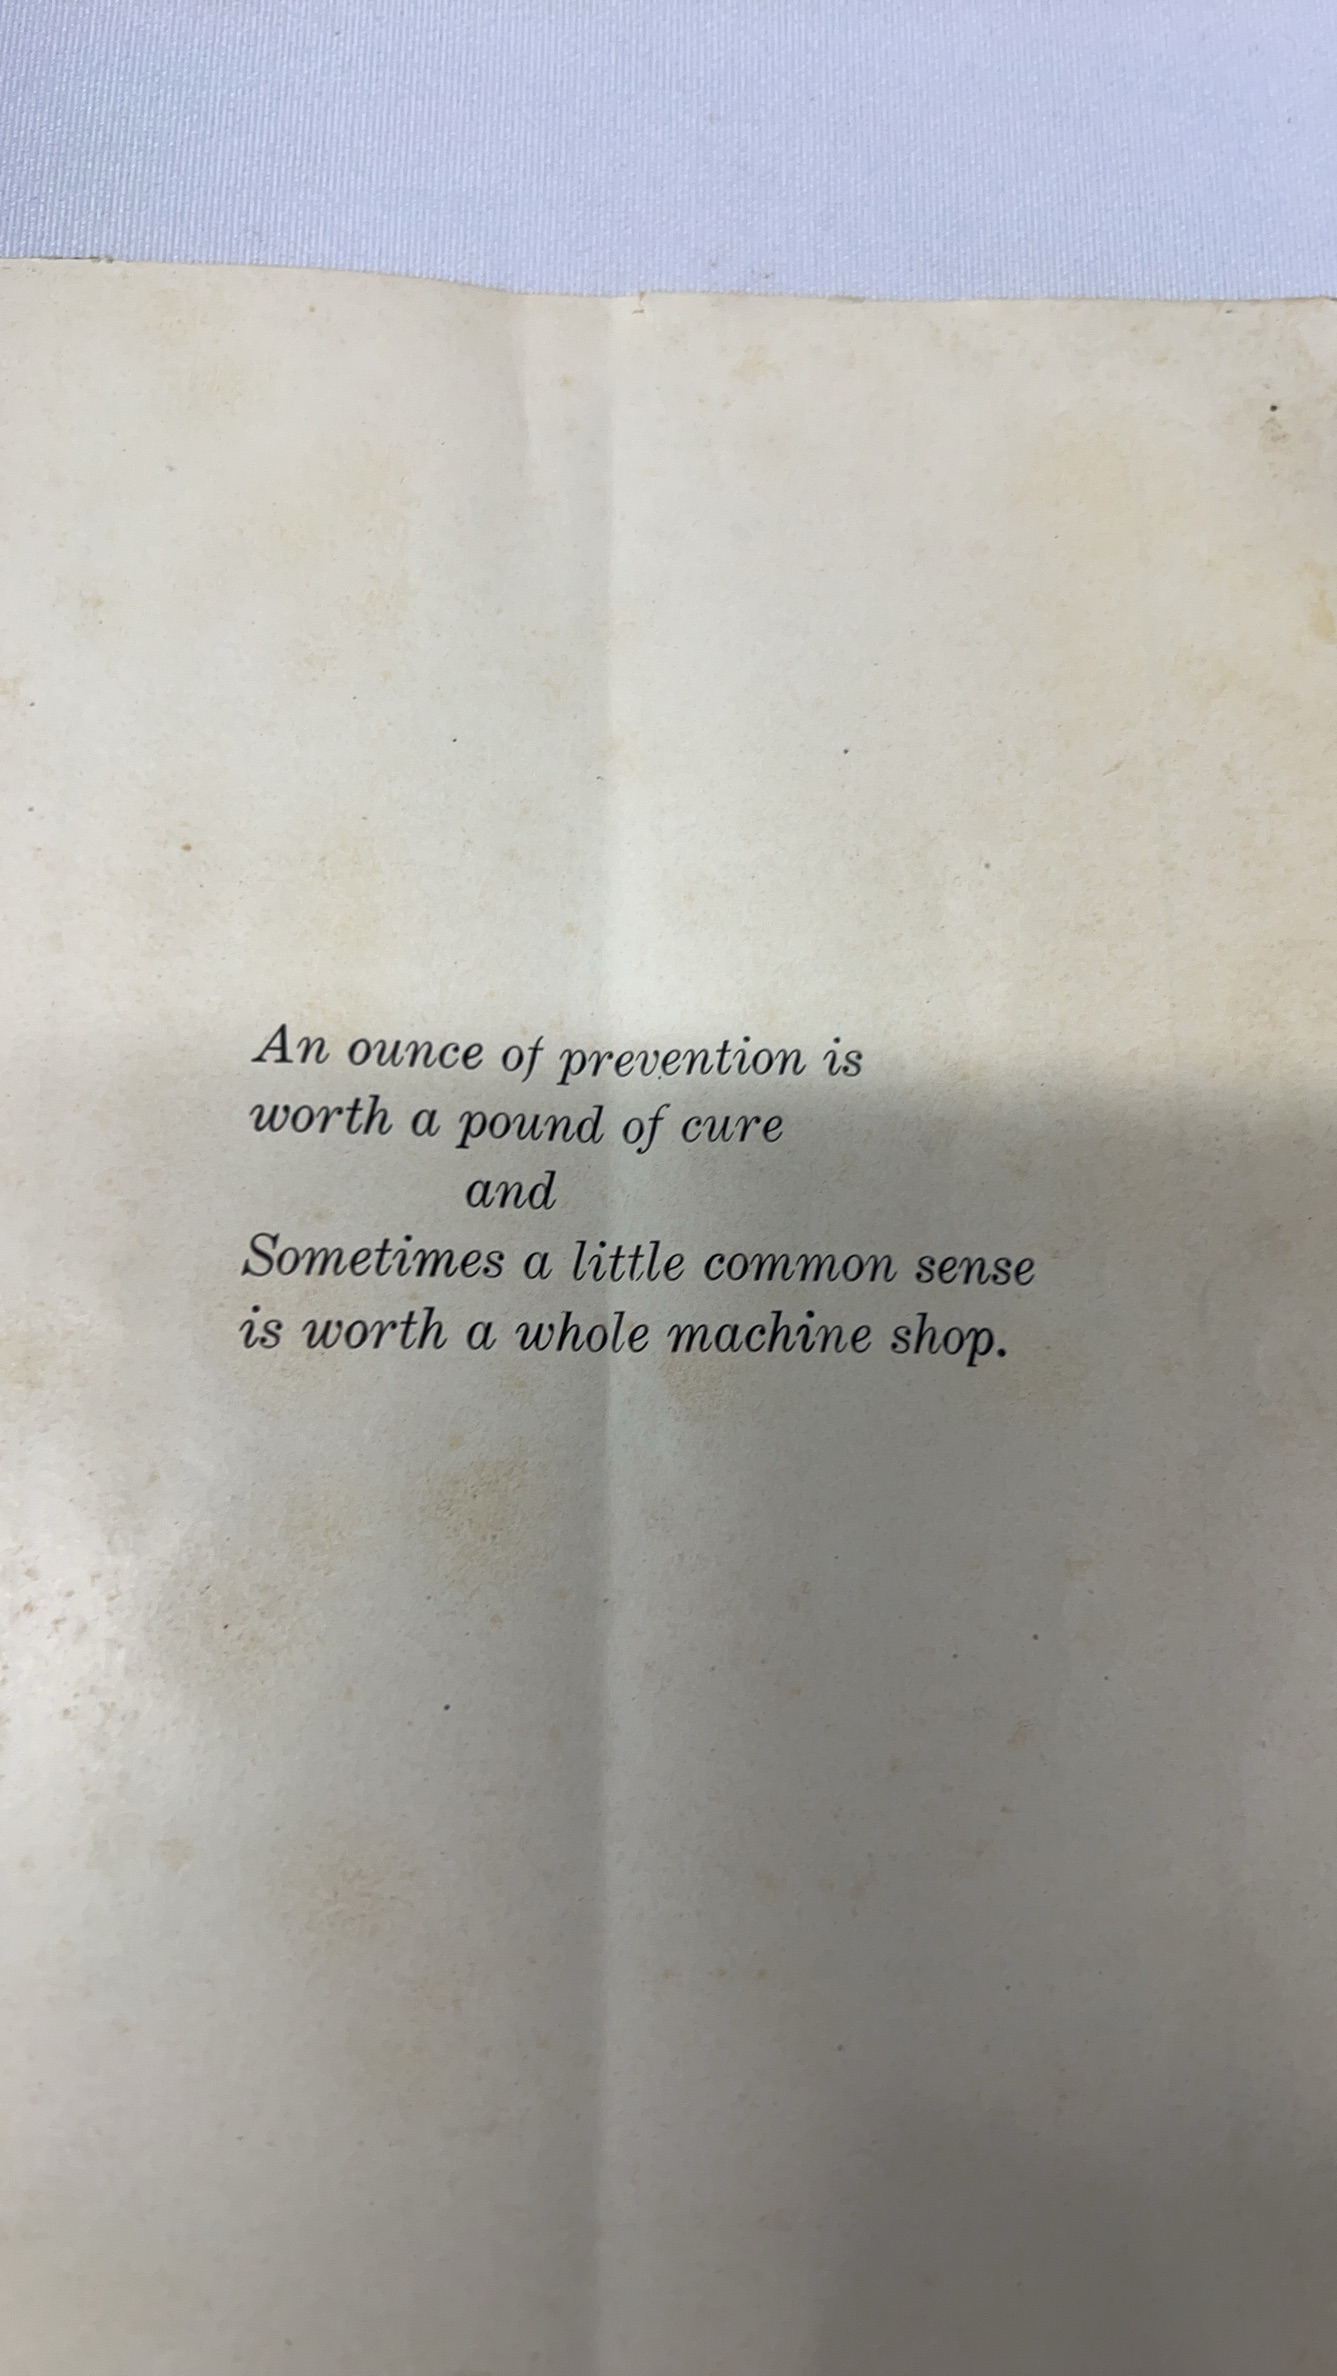 An ounce of prevention is
worth a pound of cure
and
Sometimes a little common sense
is worth a whole machine shop.